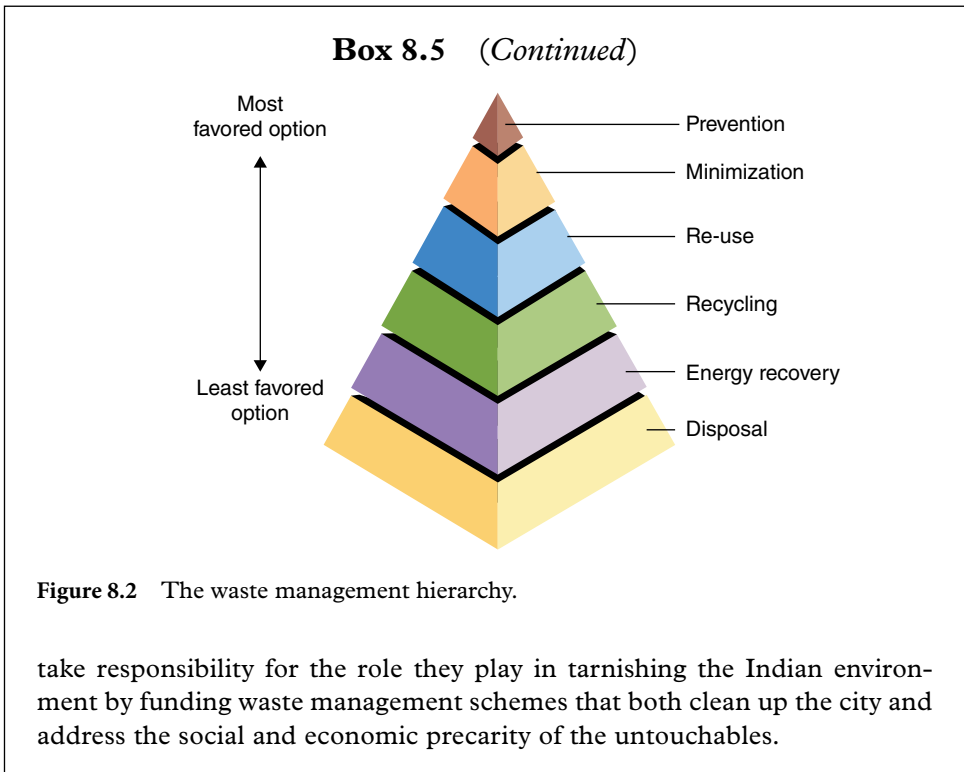 Box 8.5 (Continued)
Most
favored option
Least favored
option
Prevention
Minimization
Re-use
Recycling
Energy recovery
Disposal
Figure 8.2 The waste management hierarchy.
take responsibility for the role they play in tarnishing the Indian environ-
ment by funding waste management schemes that both clean up the city and
address the social and economic precarity of the untouchables.